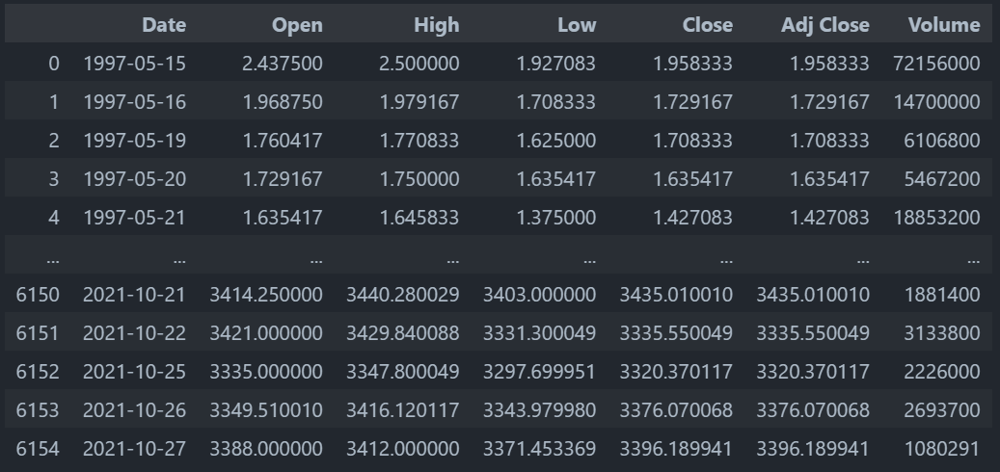 Date Open High Low Close Adj Close Volume
0 1997-05-15 2.437500 2.500000 1.927083 1.958333 1.958333 72156000
1 1997-05-16 1.968750 1.979167 1.708333 1.729167 1.729167 14700000
2 1997-05-19 1.760417 1.770833 1.625000 1.708333 1.708333 6106800
3 1997-05-20 1.729167 1.750000 1.635417 1.635417 1.635417 5467200
4 1997-05-21 1.635417 1.645833 1.375000 1.427083 1.427083 18853200
... ... ... ... ... ... ... ...
6150 2021-10-21 3414.250000 3440.280029 3403.000000 3435.010010 3435.010010 1881400
6151 2021-10-22 3421.000000 3429.840088 3331.300049 3335.550049 3335.550049 3133800
6152 2021-10-25 3335.000000 3347.800049 3297.699951 3320.370117 3320.370117 2226000
6153 2021-10-26 3349.510010 3416.120117 3343.979980 3376.070068 3376.070068 2693700
6154 2021-10-27 3388.000000 3412.000000 3371.453369 3396.189941 3396.189941 1080291